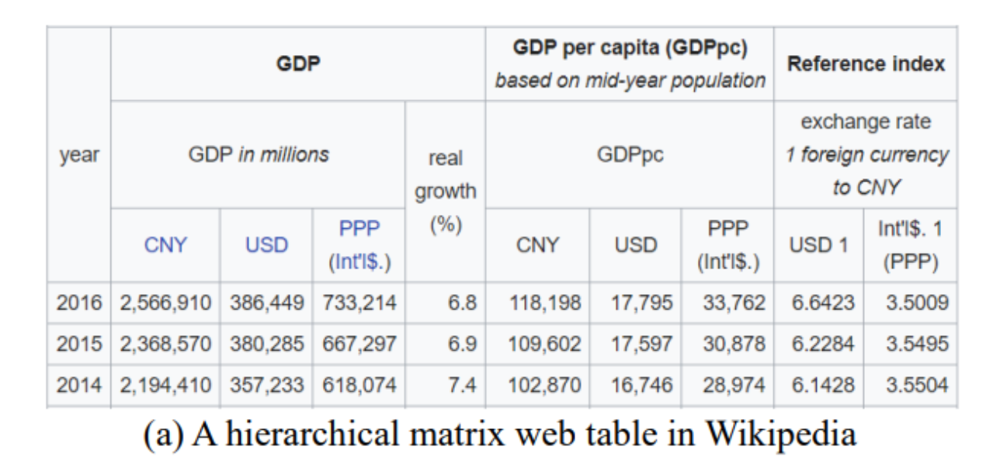 GDP
GDP per capita (GDPpc)
based on mid-year population
Reference index
year
GDP in millions
real
growth
(%)
GDPpc
exchange rate
1 foreign currency
to CNY
CNY USD PPP
(Int'l$.)
CNY USD PPP
(Int'l$.)
USD 1 Int'l$. 1
(PPP)
2016 2,566,910 386,449 733,214 6.8 118,198 17,795 33,762 6.6423 3.5009
2015 2,368,570 380,285 667,297 6.9 109,602 17,597 30,878 6.2284 3.5495
2014 2,194,410 357,233 618,074 7.4 102,870 16,746 28,974 6.1428 3.5504
(a) A hierarchical matrix web table in Wikipedia